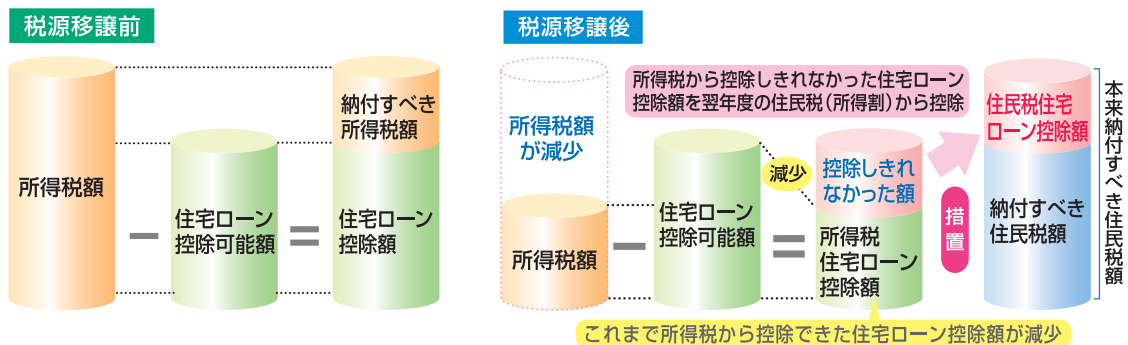 税源移譲前
所得税額
−
住宅ローン
控除可能額
=
納付すべき
所得税額
住宅ローン
控除額
税源移譲後
所得税額
が減少
所得税額
−
住宅ローン
控除可能額
減少
=
所得税から控除しきれなかった住宅ローン
控除額を翌年度の住民税（所得割）から控除
控除しきれ
なかった額
所得税
住宅ローン
控除額
措置
住民税住宅
ローン控除額
納付すべき
住民税額
本来納付すべき住民税額
これまで所得税から控除できた住宅ローン控除額が減少